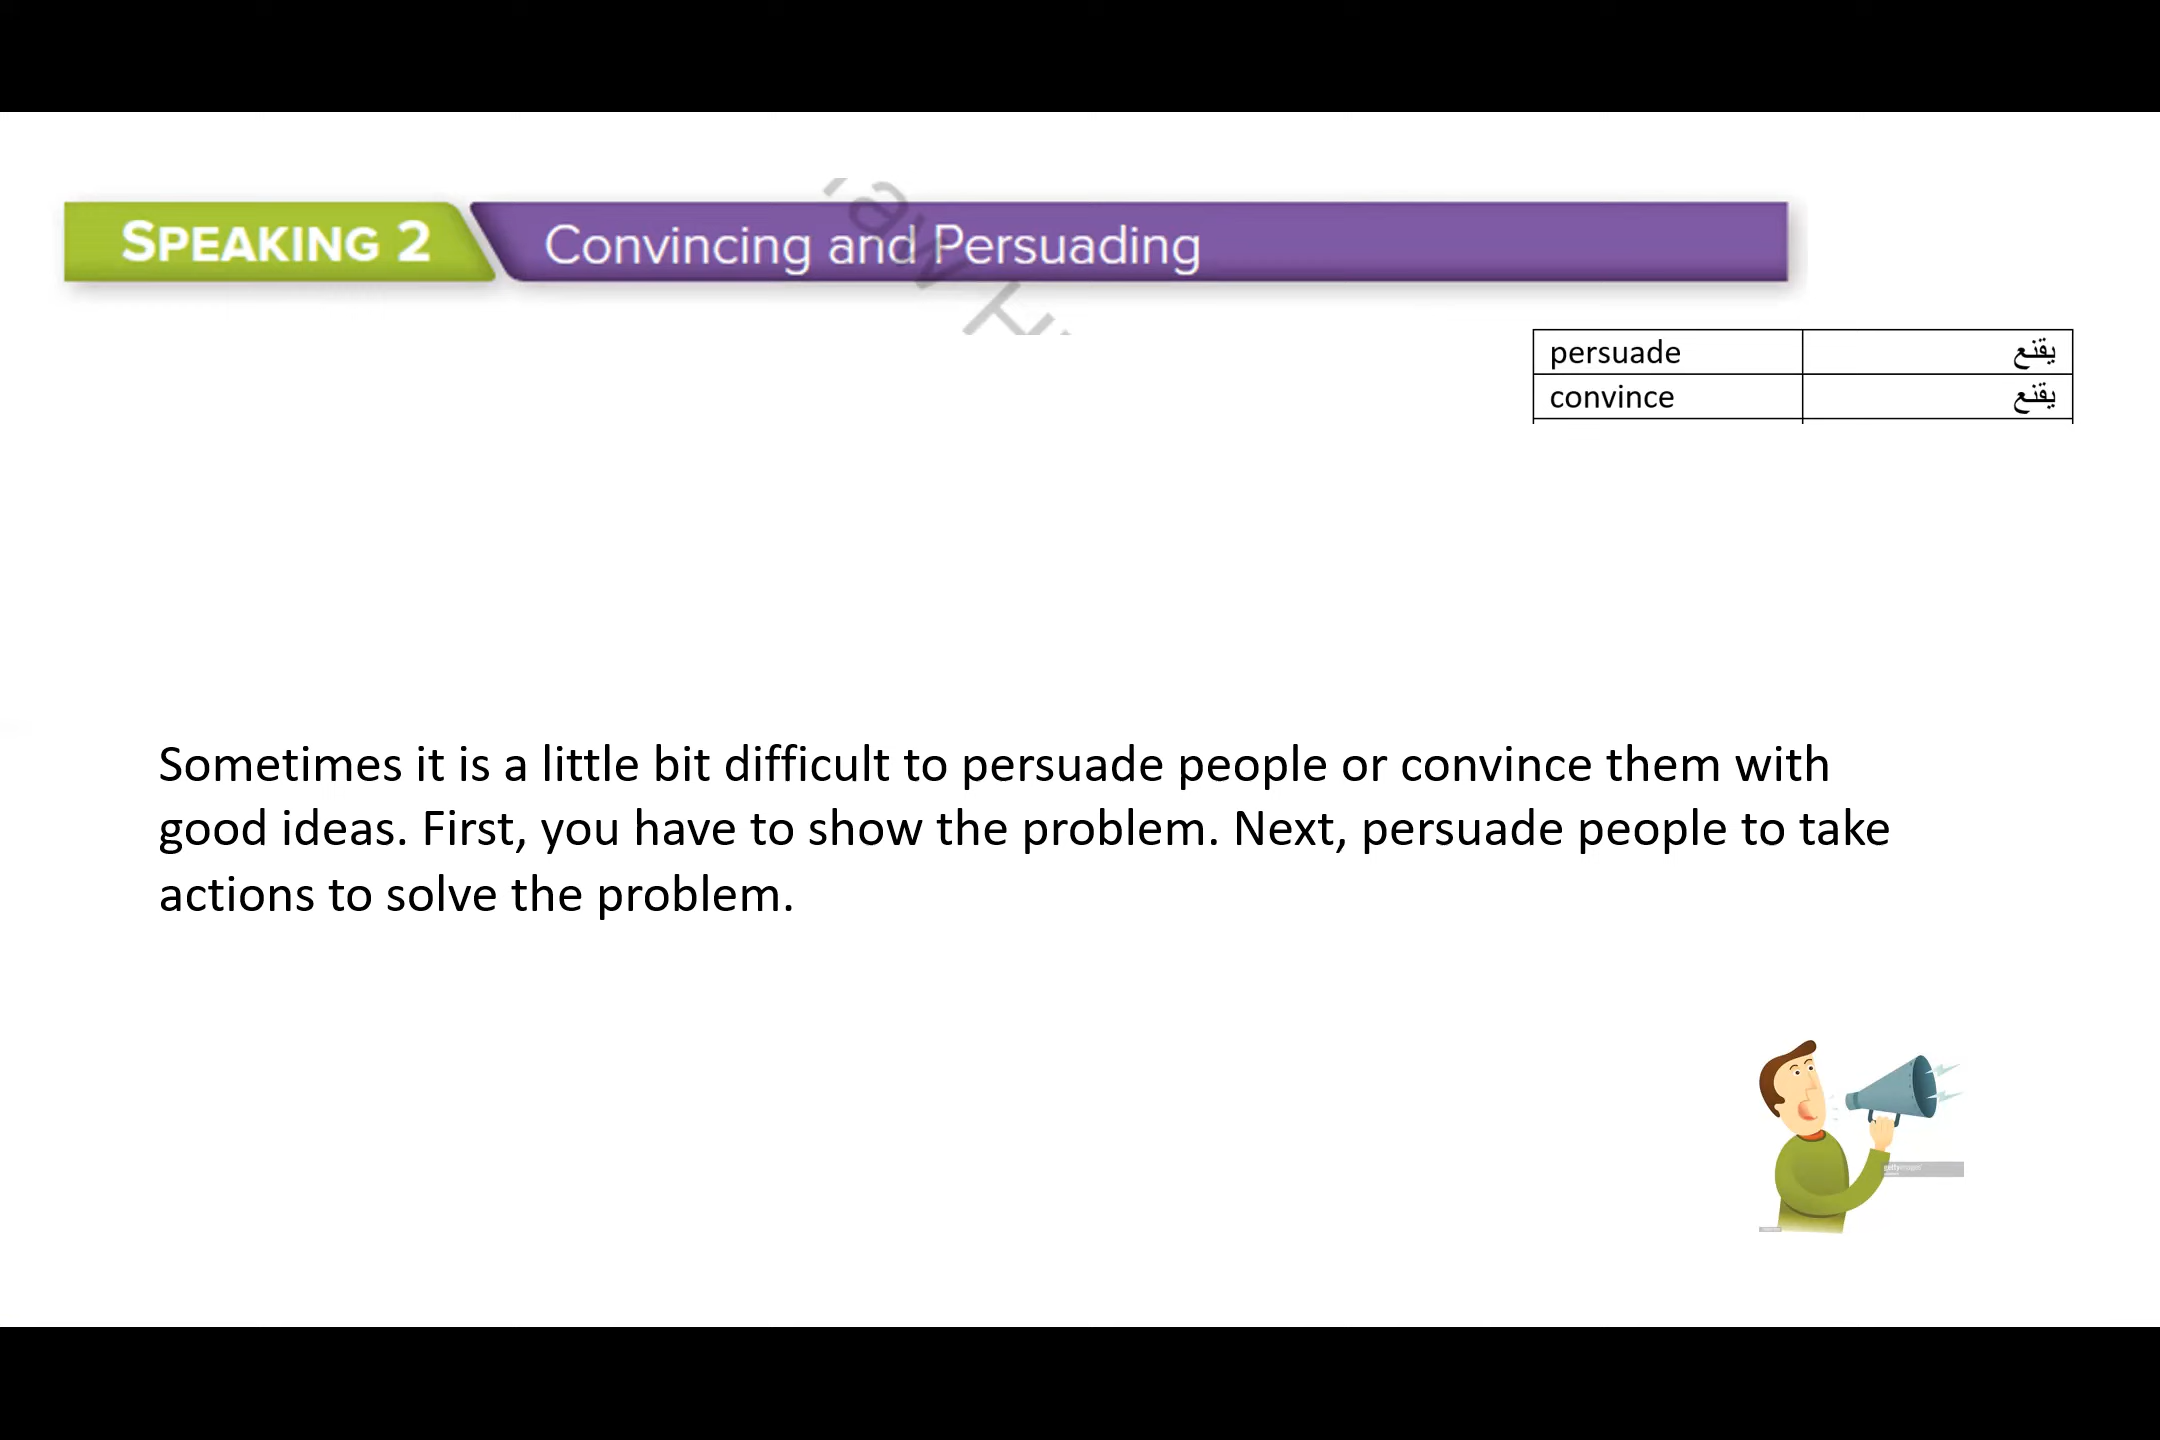 SPEAKING 2 Convincing and Persuading
persuade يقنع
convince يقنع
Sometimes it is a little bit difficult to persuade people or convince them with
good ideas. First, you have to show the problem. Next, persuade people to take
actions to solve the problem.
gettyimages